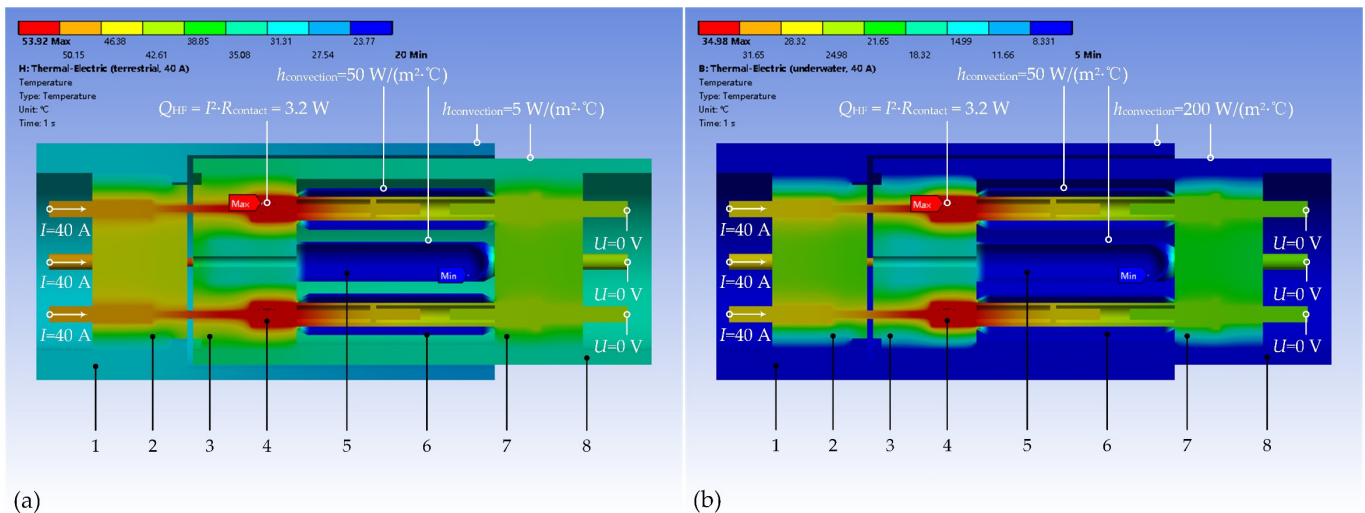 53.92 Max 46.38 38.85 31.31 23.77
50.15 42.61 35.08 27.54 20 Min
H: Thermal-Electric (terrestrial, 40 A)
Temperature
Type: Temperature
Unit: °C
Time: 1 s
hconvection=50 W/(m²·℃)
QHF = I²·Rcontact = 3.2 W
hconvection=5 W/(m²·℃)
Max
I=40 A
U=0 V
Min
I=40 A
U=0 V
I=40 A
U=0 V
1 2 3 4 5 6 7 8
(a)
34.98 Max 28.32 21.65 14.99 8.331
31.65 24.98 18.32 11.66 5 Min
B: Thermal-Electric (underwater, 40 A)
Temperature
Type: Temperature
Unit: °C
Time: 1 s
hconvection=50 W/(m²·℃)
QHF = I²·Rcontact = 3.2 W
hconvection=200 W/(m²·℃)
Max
I=40 A
U=0 V
Min
I=40 A
U=0 V
I=40 A
U=0 V
1 2 3 4 5 6 7 8
(b)